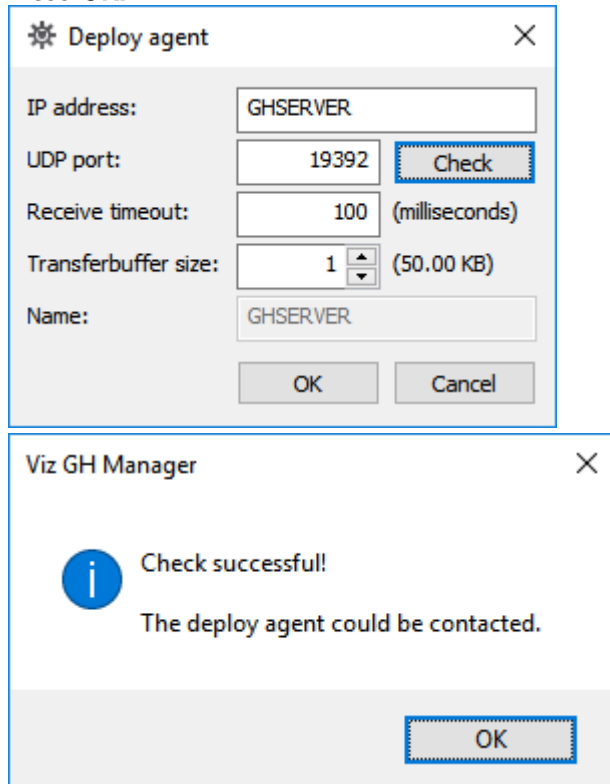 Deploy agent
IP address: GHSERVER
UDP port: 19392 Check
Receive timeout: 100 (milliseconds)
Transferbuffer size: 1 (50.00 KB)
Name: GHSERVER
OK Cancel
Viz GH Manager
Check successful!
The deploy agent could be contacted.
OK